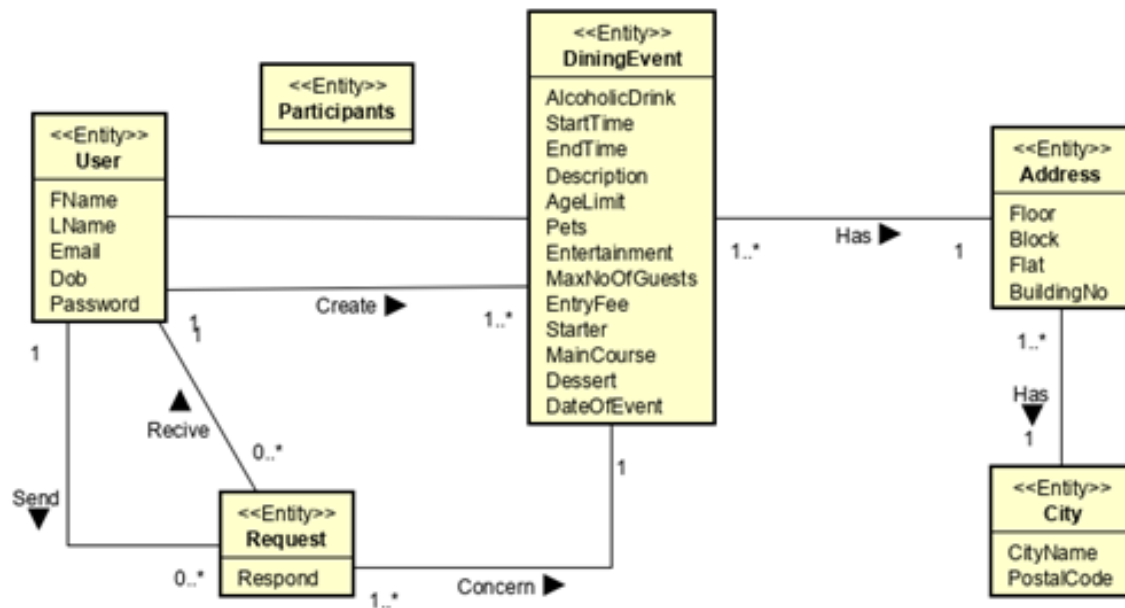 <<Entity>>
User
FName
LName
Email
Dob
Password
<<Entity>>
Participants
<<Entity>>
DiningEvent
AlcoholicDrink
StartTime
EndTime
Description
AgeLimit
Pets
Entertainment
MaxNoOfGuests
EntryFee
Starter
MainCourse
Dessert
DateOfEvent
<<Entity>>
Address
Floor
Block
Flat
BuildingNo
1..*
Has
1
Create
1
1..*
1
1
Recive
0..*
Send
0..*
<<Entity>>
Request
Respond
1..*
Concern
1
1..*
Has
1
<<Entity>>
City
CityName
PostalCode